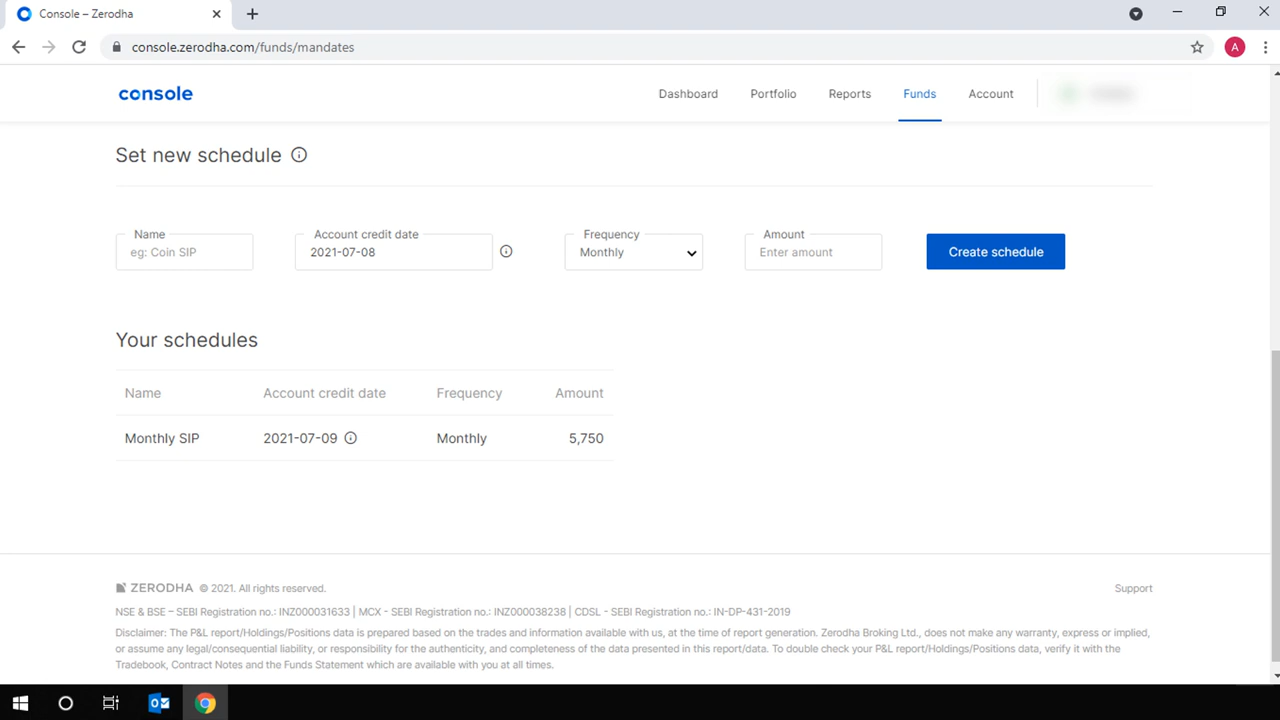 Console – Zerodha
console.zerodha.com/funds/mandates
A
console
Dashboard Portfolio Reports Funds Account
Set new schedule
Name Account credit date Frequency Amount
eg: Coin SIP 2021-07-08 Monthly Enter amount Create schedule
Your schedules
Name Account credit date Frequency Amount
Monthly SIP 2021-07-09 Monthly 5,750
ZERODHA © 2021. All rights reserved. Support
NSE & BSE – SEBI Registration no.: INZ000031633 | MCX - SEBI Registration no.: INZ000038238 | CDSL - SEBI Registration no.: IN-DP-431-2019
Disclaimer: The P&L report/Holdings/Positions data is prepared based on the trades and information available with us, at the time of report generation. Zerodha Broking Ltd., does not make any warranty, express or implied,
or assume any legal/consequential liability, or responsibility for the authenticity, and completeness of the data presented in this report/data. To double check your P&L report/Holdings/Positions data, verify it with the
Tradebook, Contract Notes and the Funds Statement which are available with you at all times.